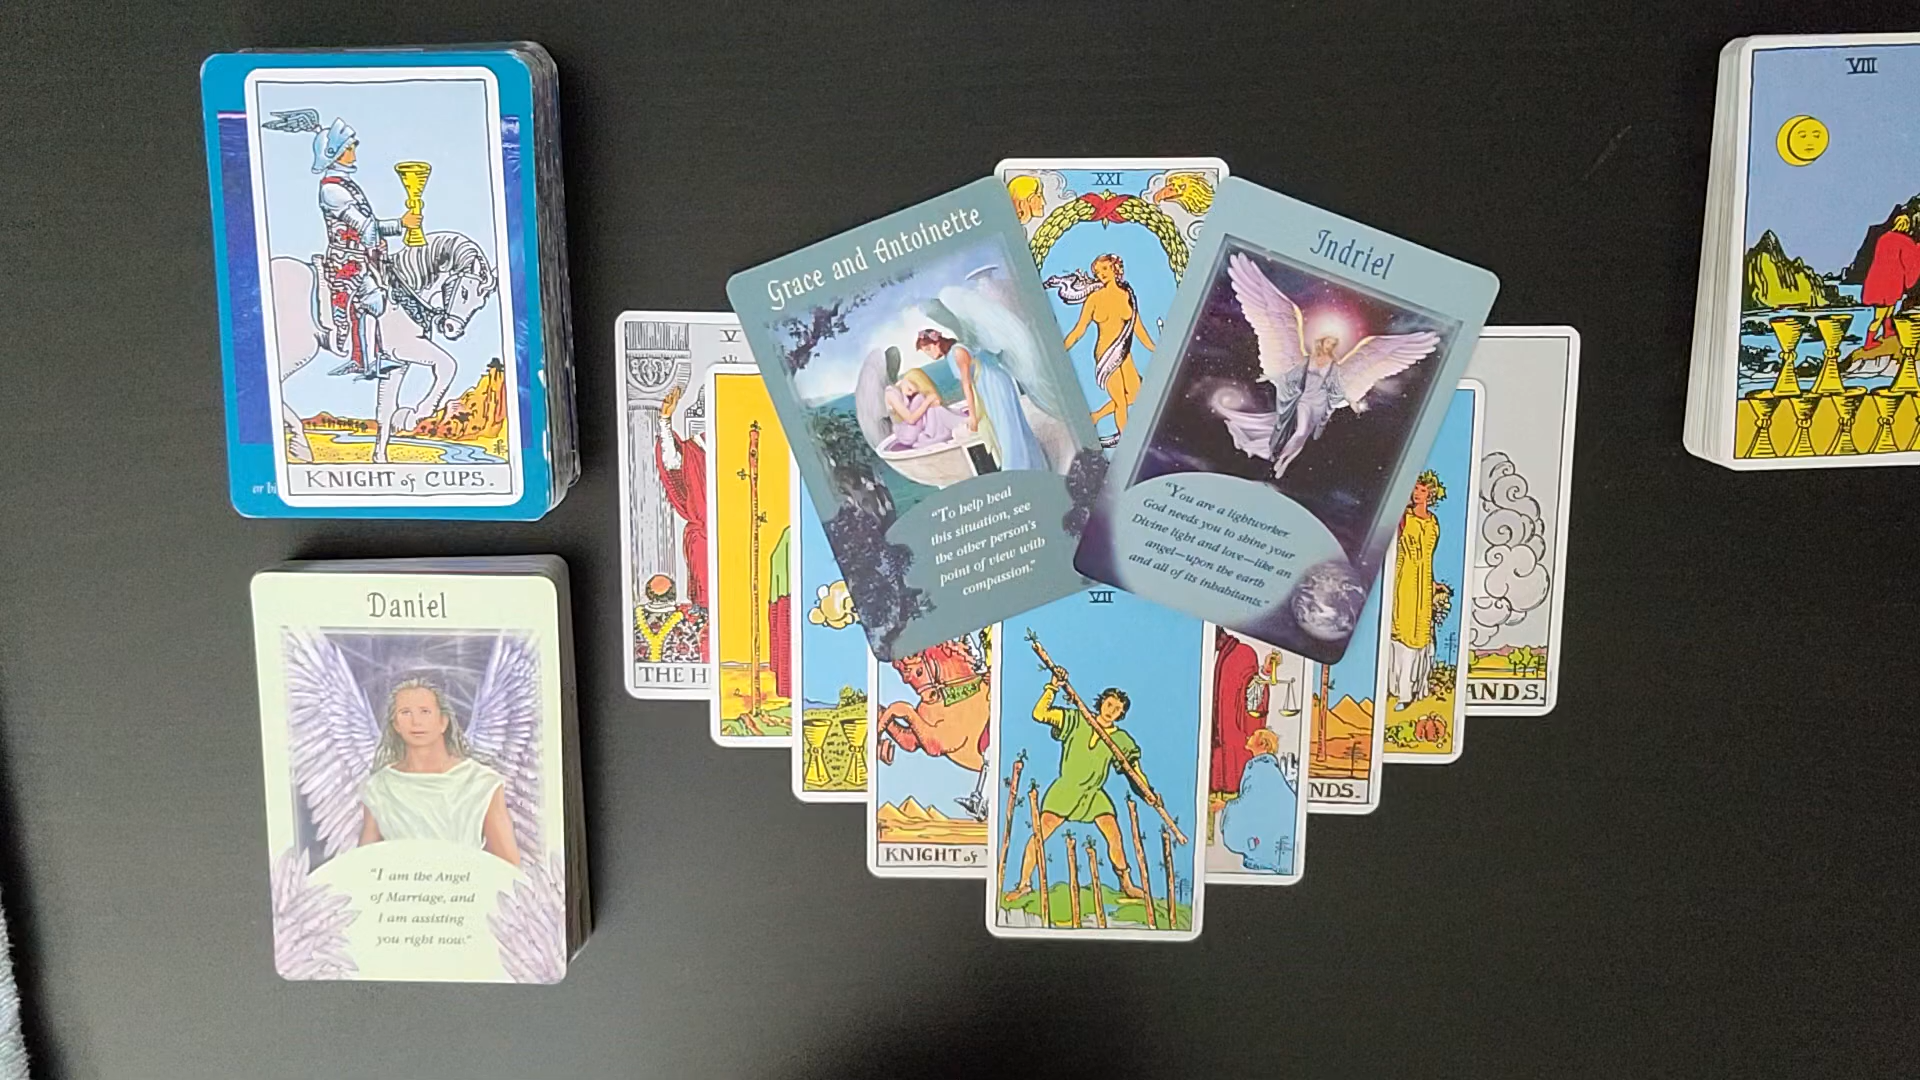 KNIGHT of CUPS.
or bi
Daniel
"I am the Angel
of Marriage, and
I am assisting
you right now."
V
THE H
KNIGHT of
XXI
Grace and Antoinette
"To help heal
this situation, see
the other person's
point of view with
compassion."
Indriel
"You are a lightworker
God needs you to shine your
Divine light and love—like an
angel—upon the earth
and all of its inhabitants."
VII
NDS.
ANDS.
VIII